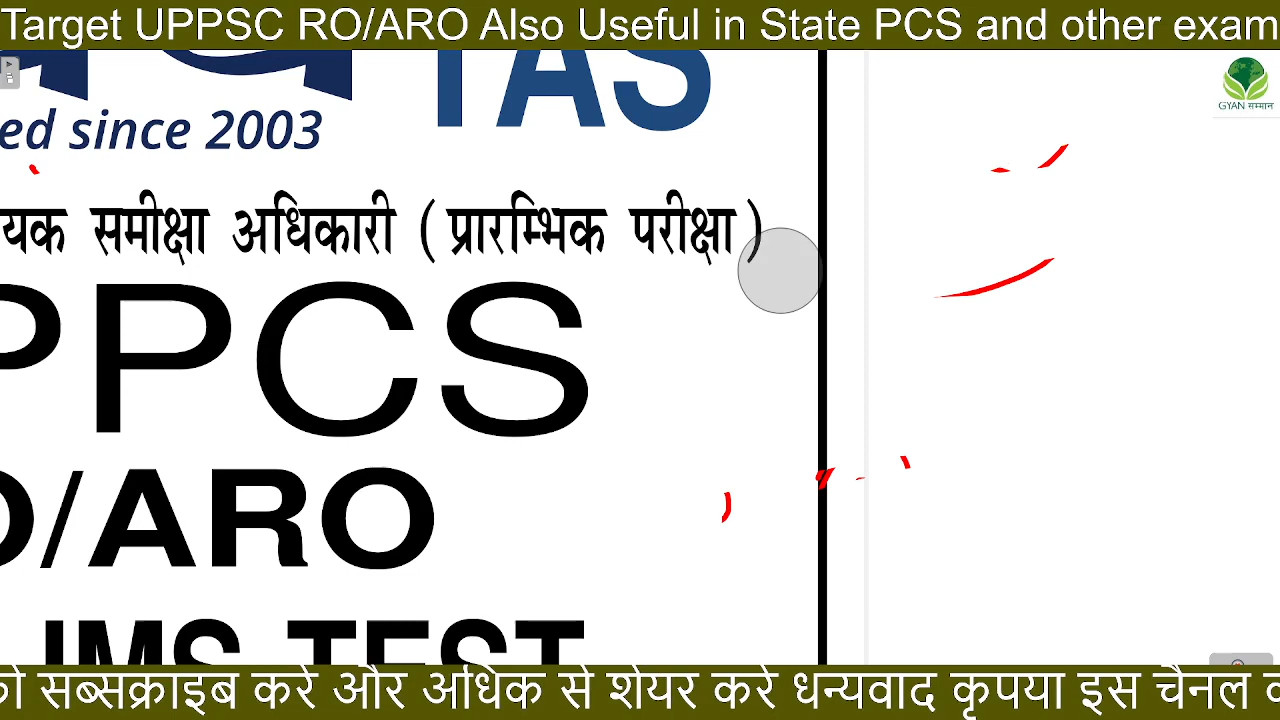 Target UPPSC RO/ARO Also Useful in State PCS and other exam
IAS
ed since 2003
GYAN सम्मान
यक समीक्षा अधिकारी (प्रारम्भिक परीक्षा)
PPCS
O/ARO
IMS TEST
को सब्सक्राइब करे और अधिक से शेयर करे धन्यवाद कृपया इस चैनल